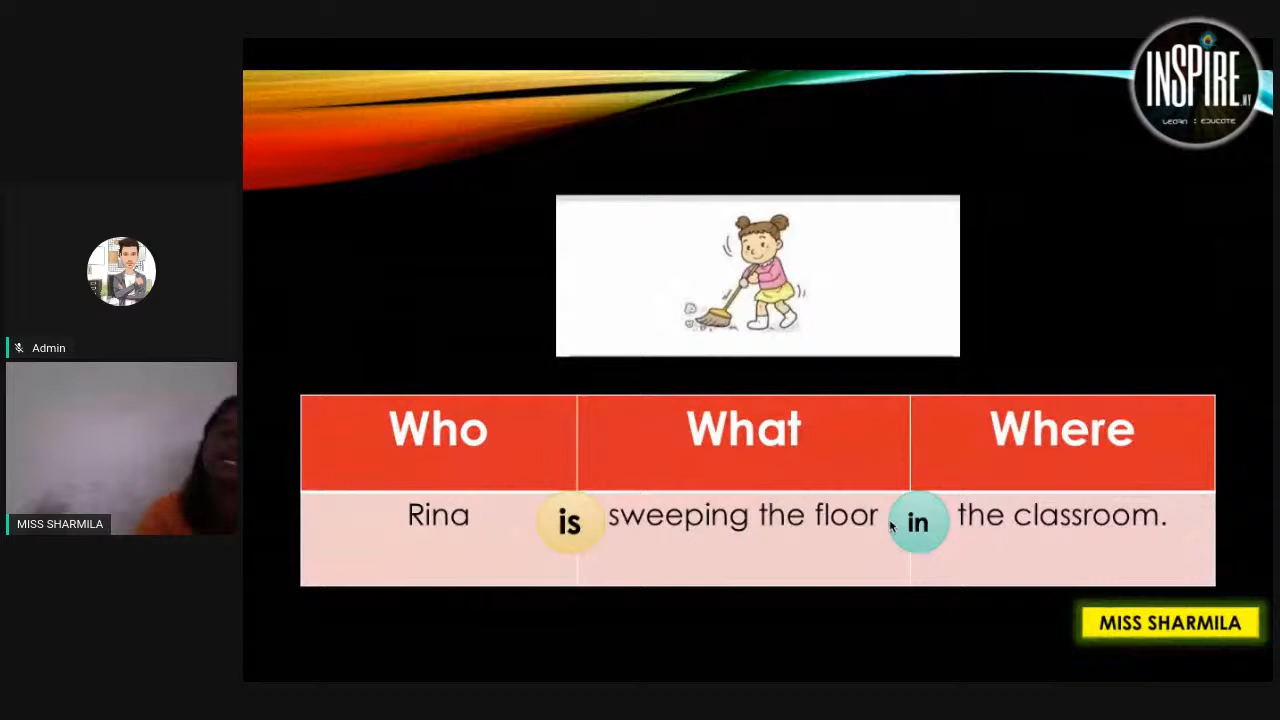 INSPIRE.MY
LEARN : EDUCATE
Admin
MISS SHARMILA
Who What Where
Rina is sweeping the floor in the classroom.
MISS SHARMILA